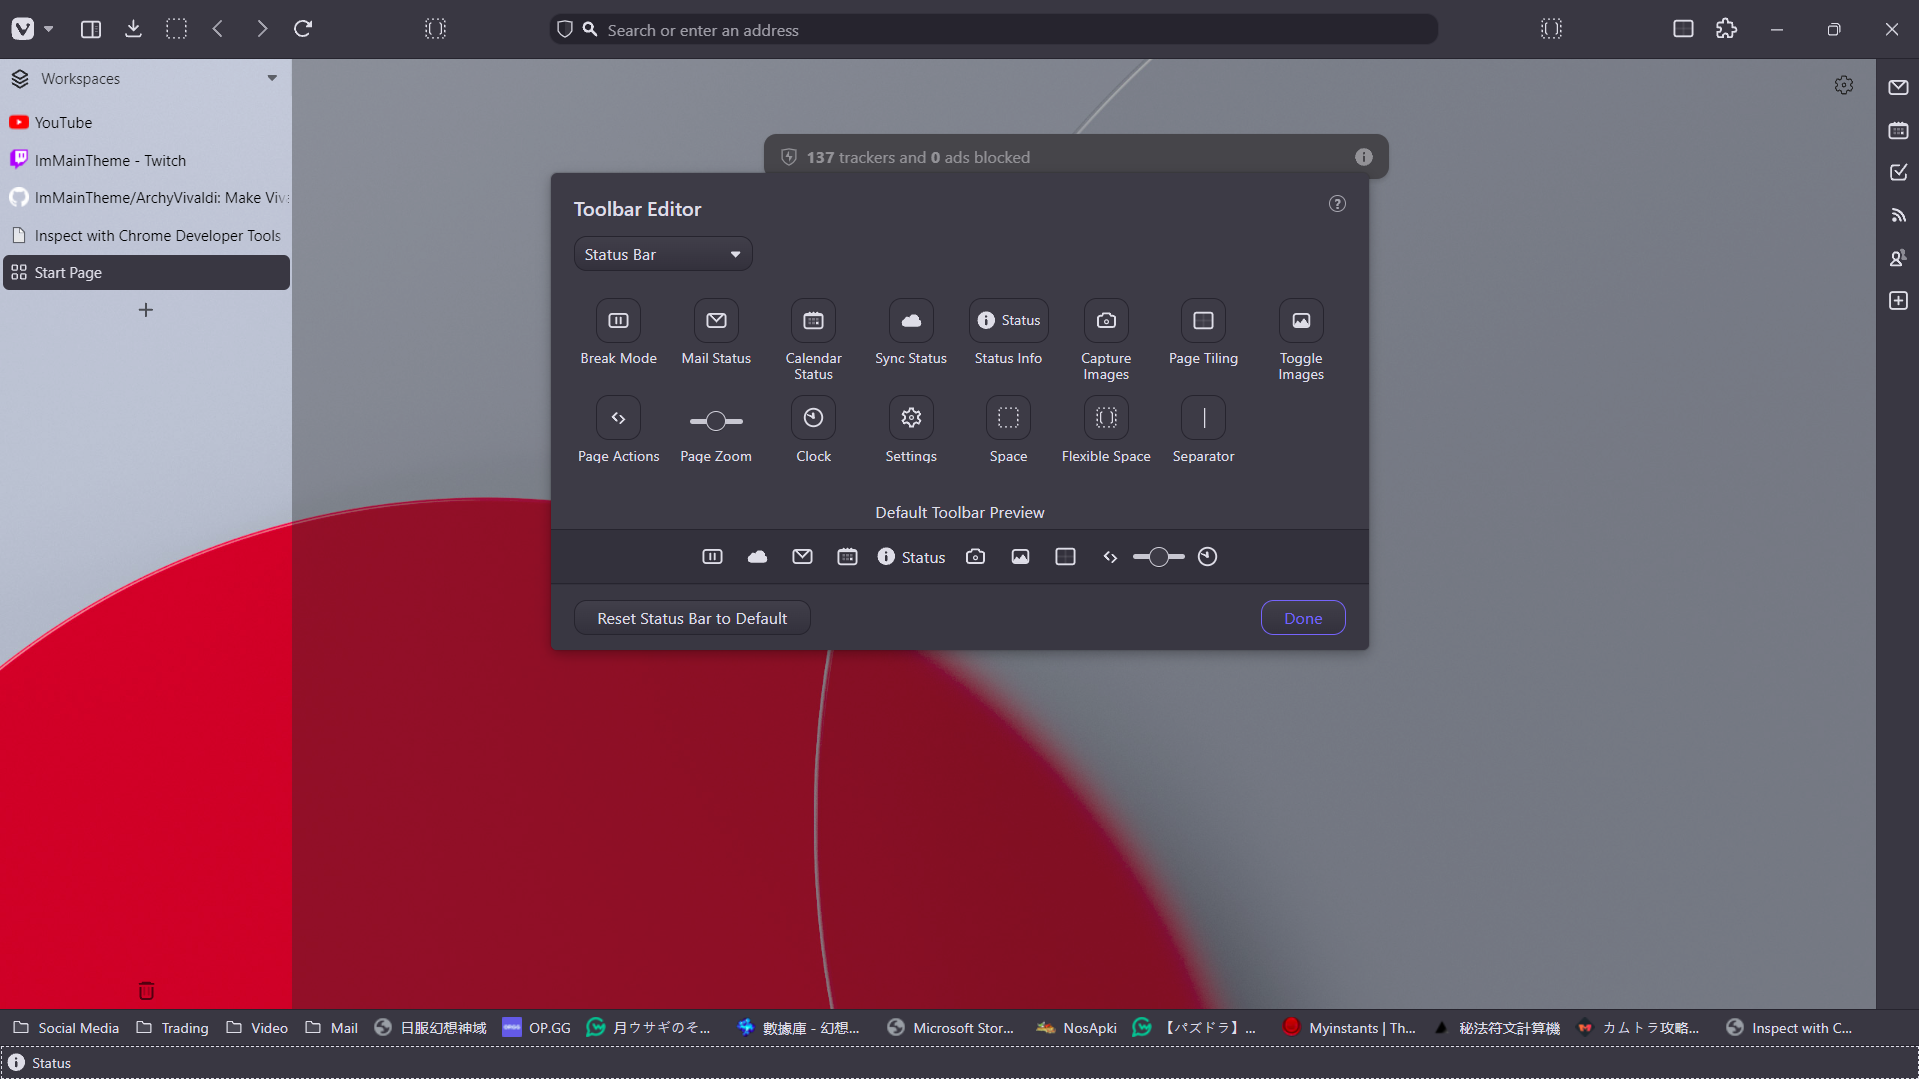 Search or enter an address
Workspaces
YouTube
ImMainTheme - Twitch
ImMainTheme/ArchyVivaldi: Make Viv
Inspect with Chrome Developer Tools
Start Page
137 trackers and 0 ads blocked
Toolbar Editor
Status Bar
Break Mode
Mail Status
Calendar Status
Sync Status
Status
Status Info
Capture Images
Page Tiling
Toggle Images
Page Actions
Page Zoom
Clock
Settings
Space
Flexible Space
Separator
Default Toolbar Preview
Status
Reset Status Bar to Default
Done
Social Media Trading Video Mail 日服幻想神域 OP.GG 月ウサギのそ... 數據庫 - 幻想... Microsoft Stor... NosApki 【パズドラ】... Myinstants | Th... 秘法符文計算機 カムトラ攻略... Inspect with C...
Status